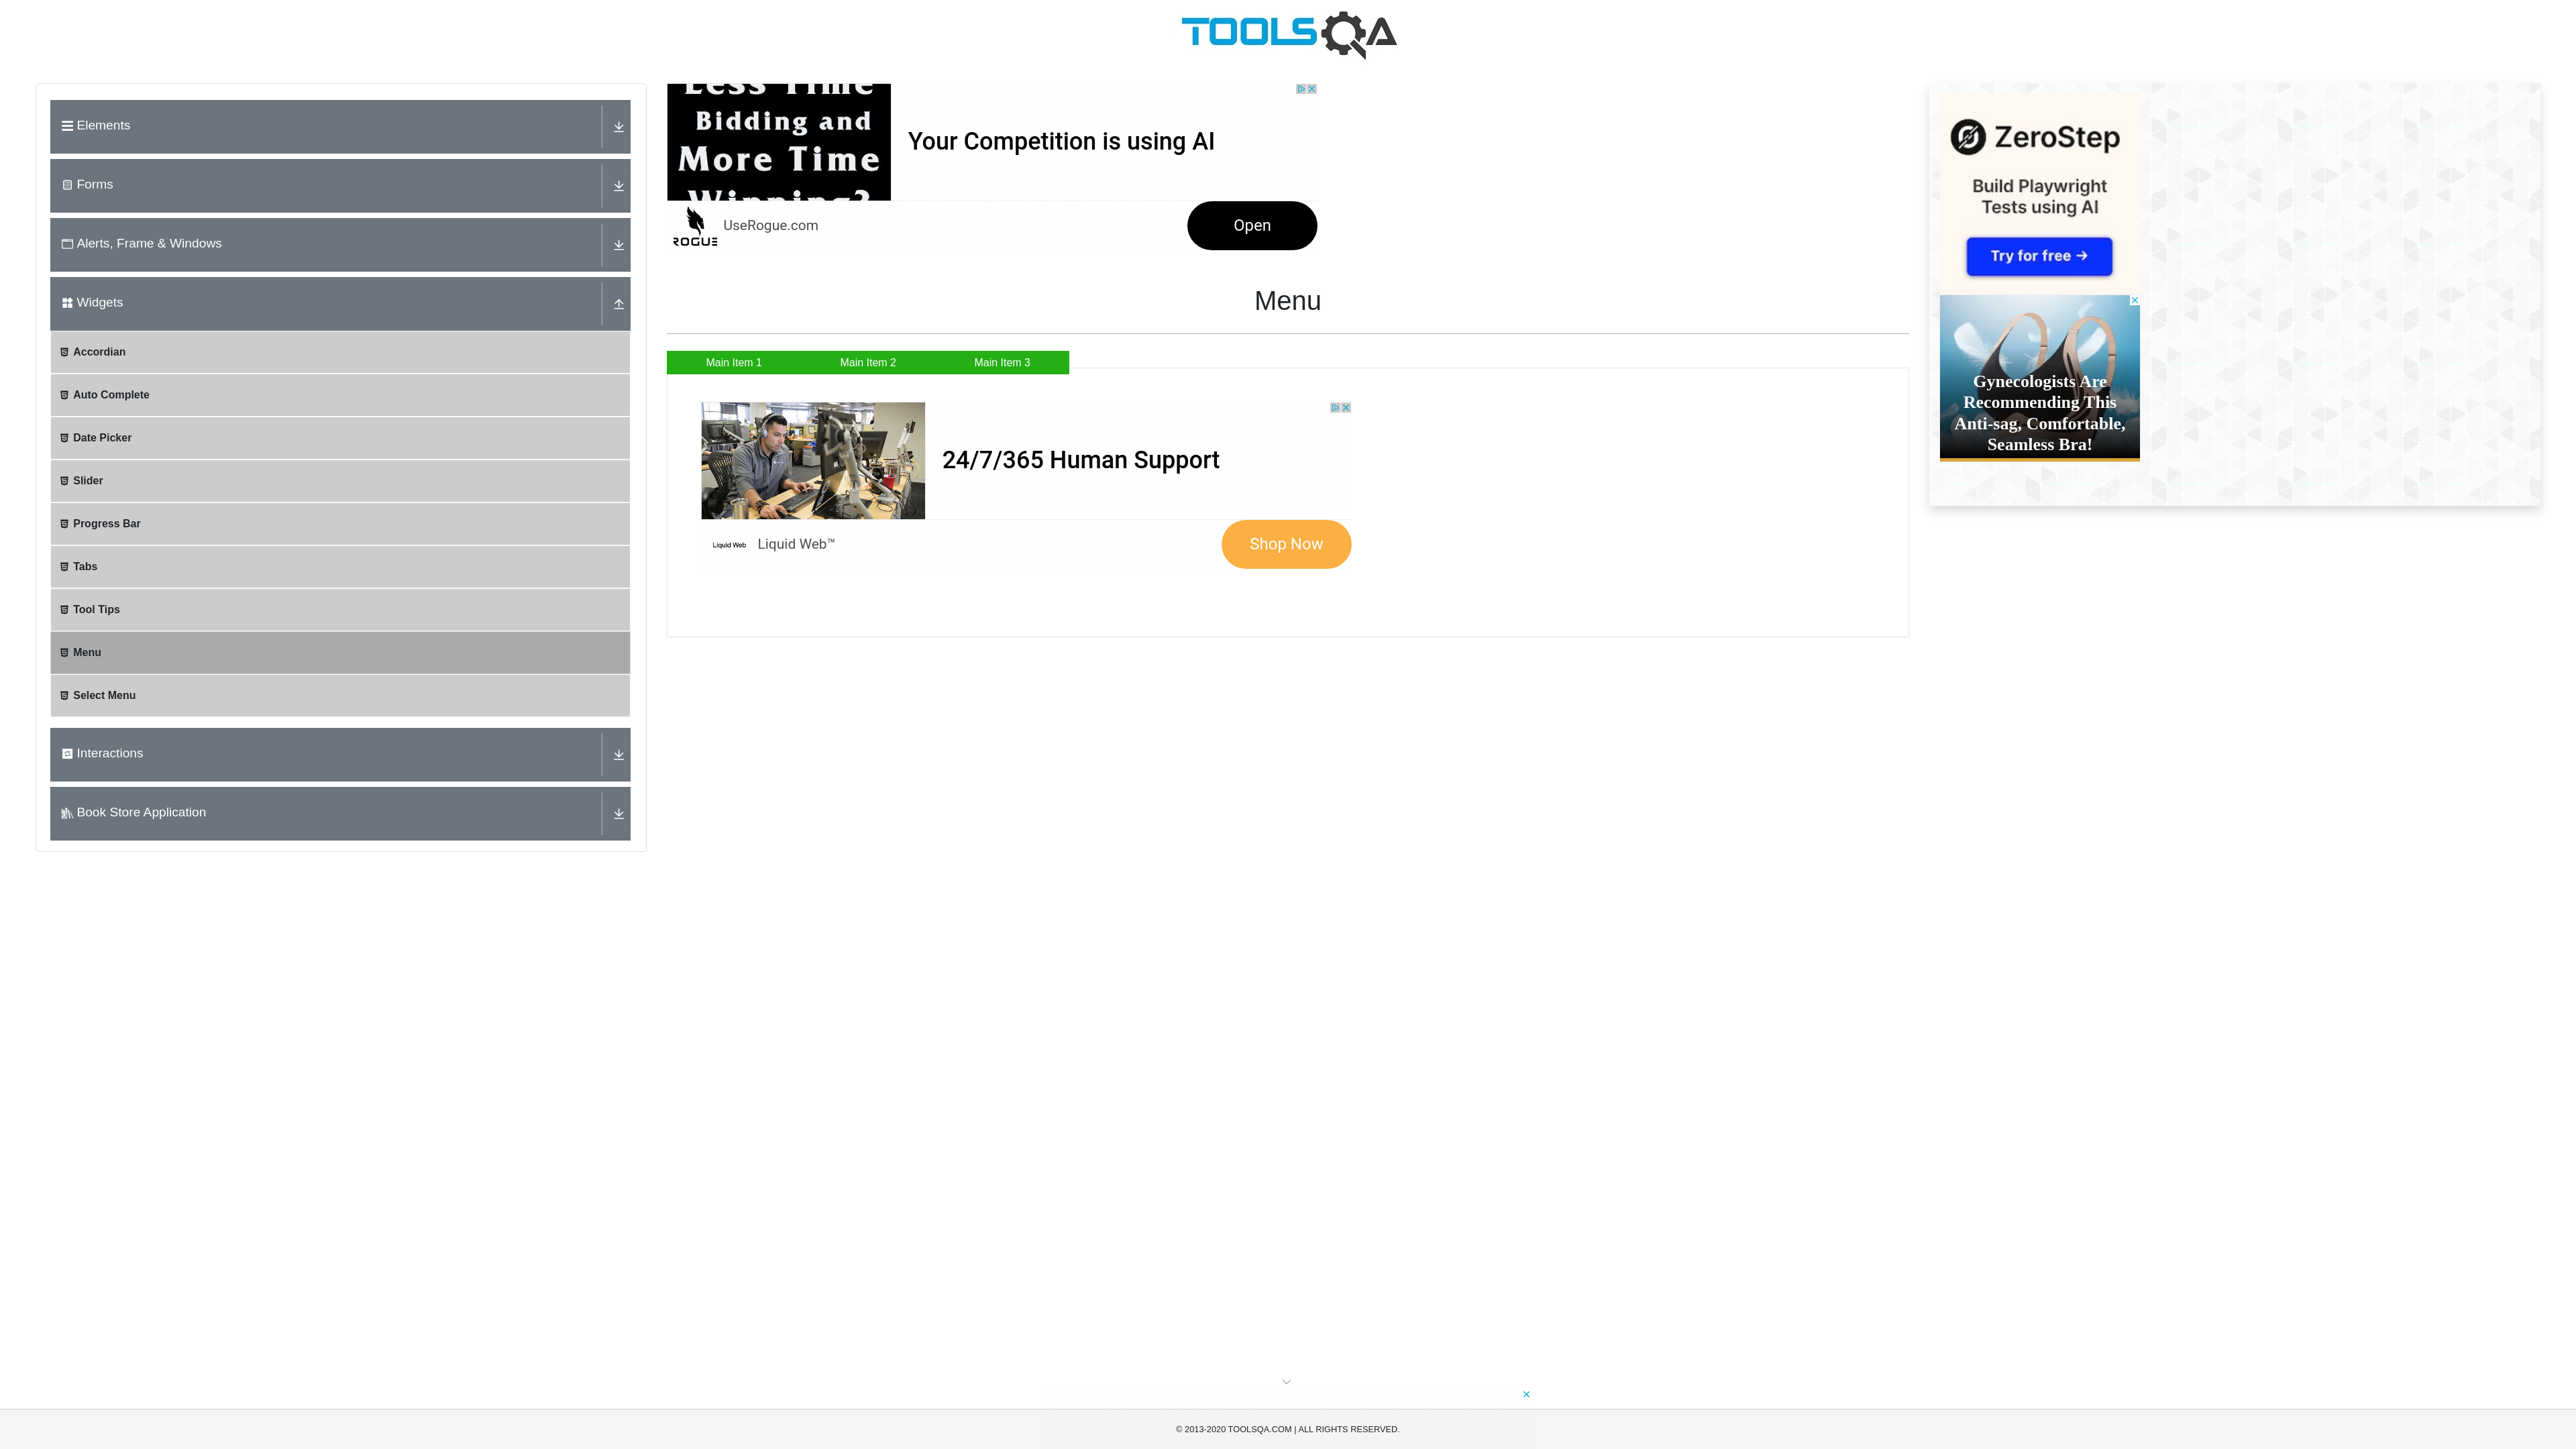 TOOLSQA
Elements
Forms
Alerts, Frame & Windows
Widgets
Accordian
Auto Complete
Date Picker
Slider
Progress Bar
Tabs
Tool Tips
Menu
Select Menu
Interactions
Book Store Application
Less Time
Bidding and
More Time
Winning?
Your Competition is using AI
ROGUE
UseRogue.com
Open
Menu
Main Item 1
Main Item 2
Main Item 3
24/7/365 Human Support
Liquid Web
Liquid Web™
Shop Now
ZeroStep
Build Playwright
Tests using AI
Try for free →
Gynecologists Are
Recommending This
Anti-sag, Comfortable,
Seamless Bra!
© 2013-2020 TOOLSQA.COM | ALL RIGHTS RESERVED.